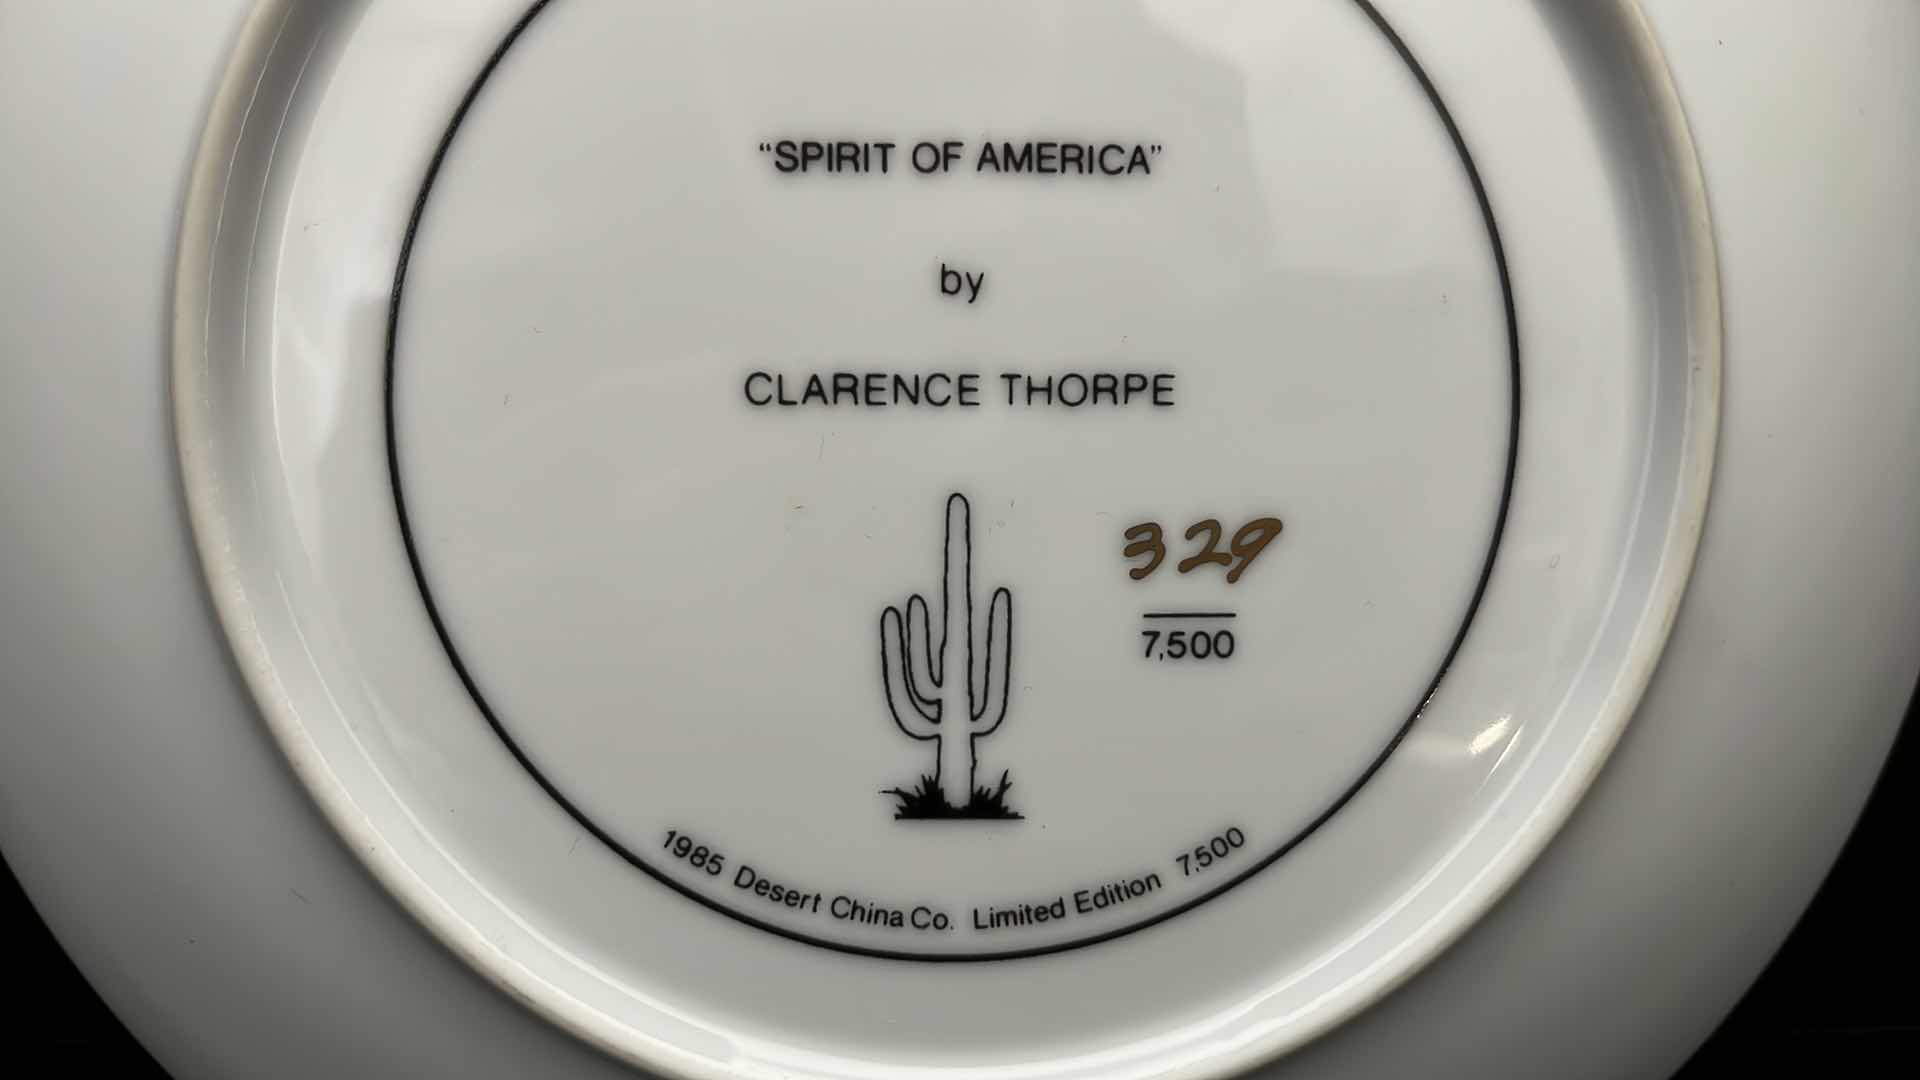 “SPIRIT OF AMERICA”
by
CLARENCE THORPE
329
7,500
1985 Desert China Co. Limited Edition 7,500